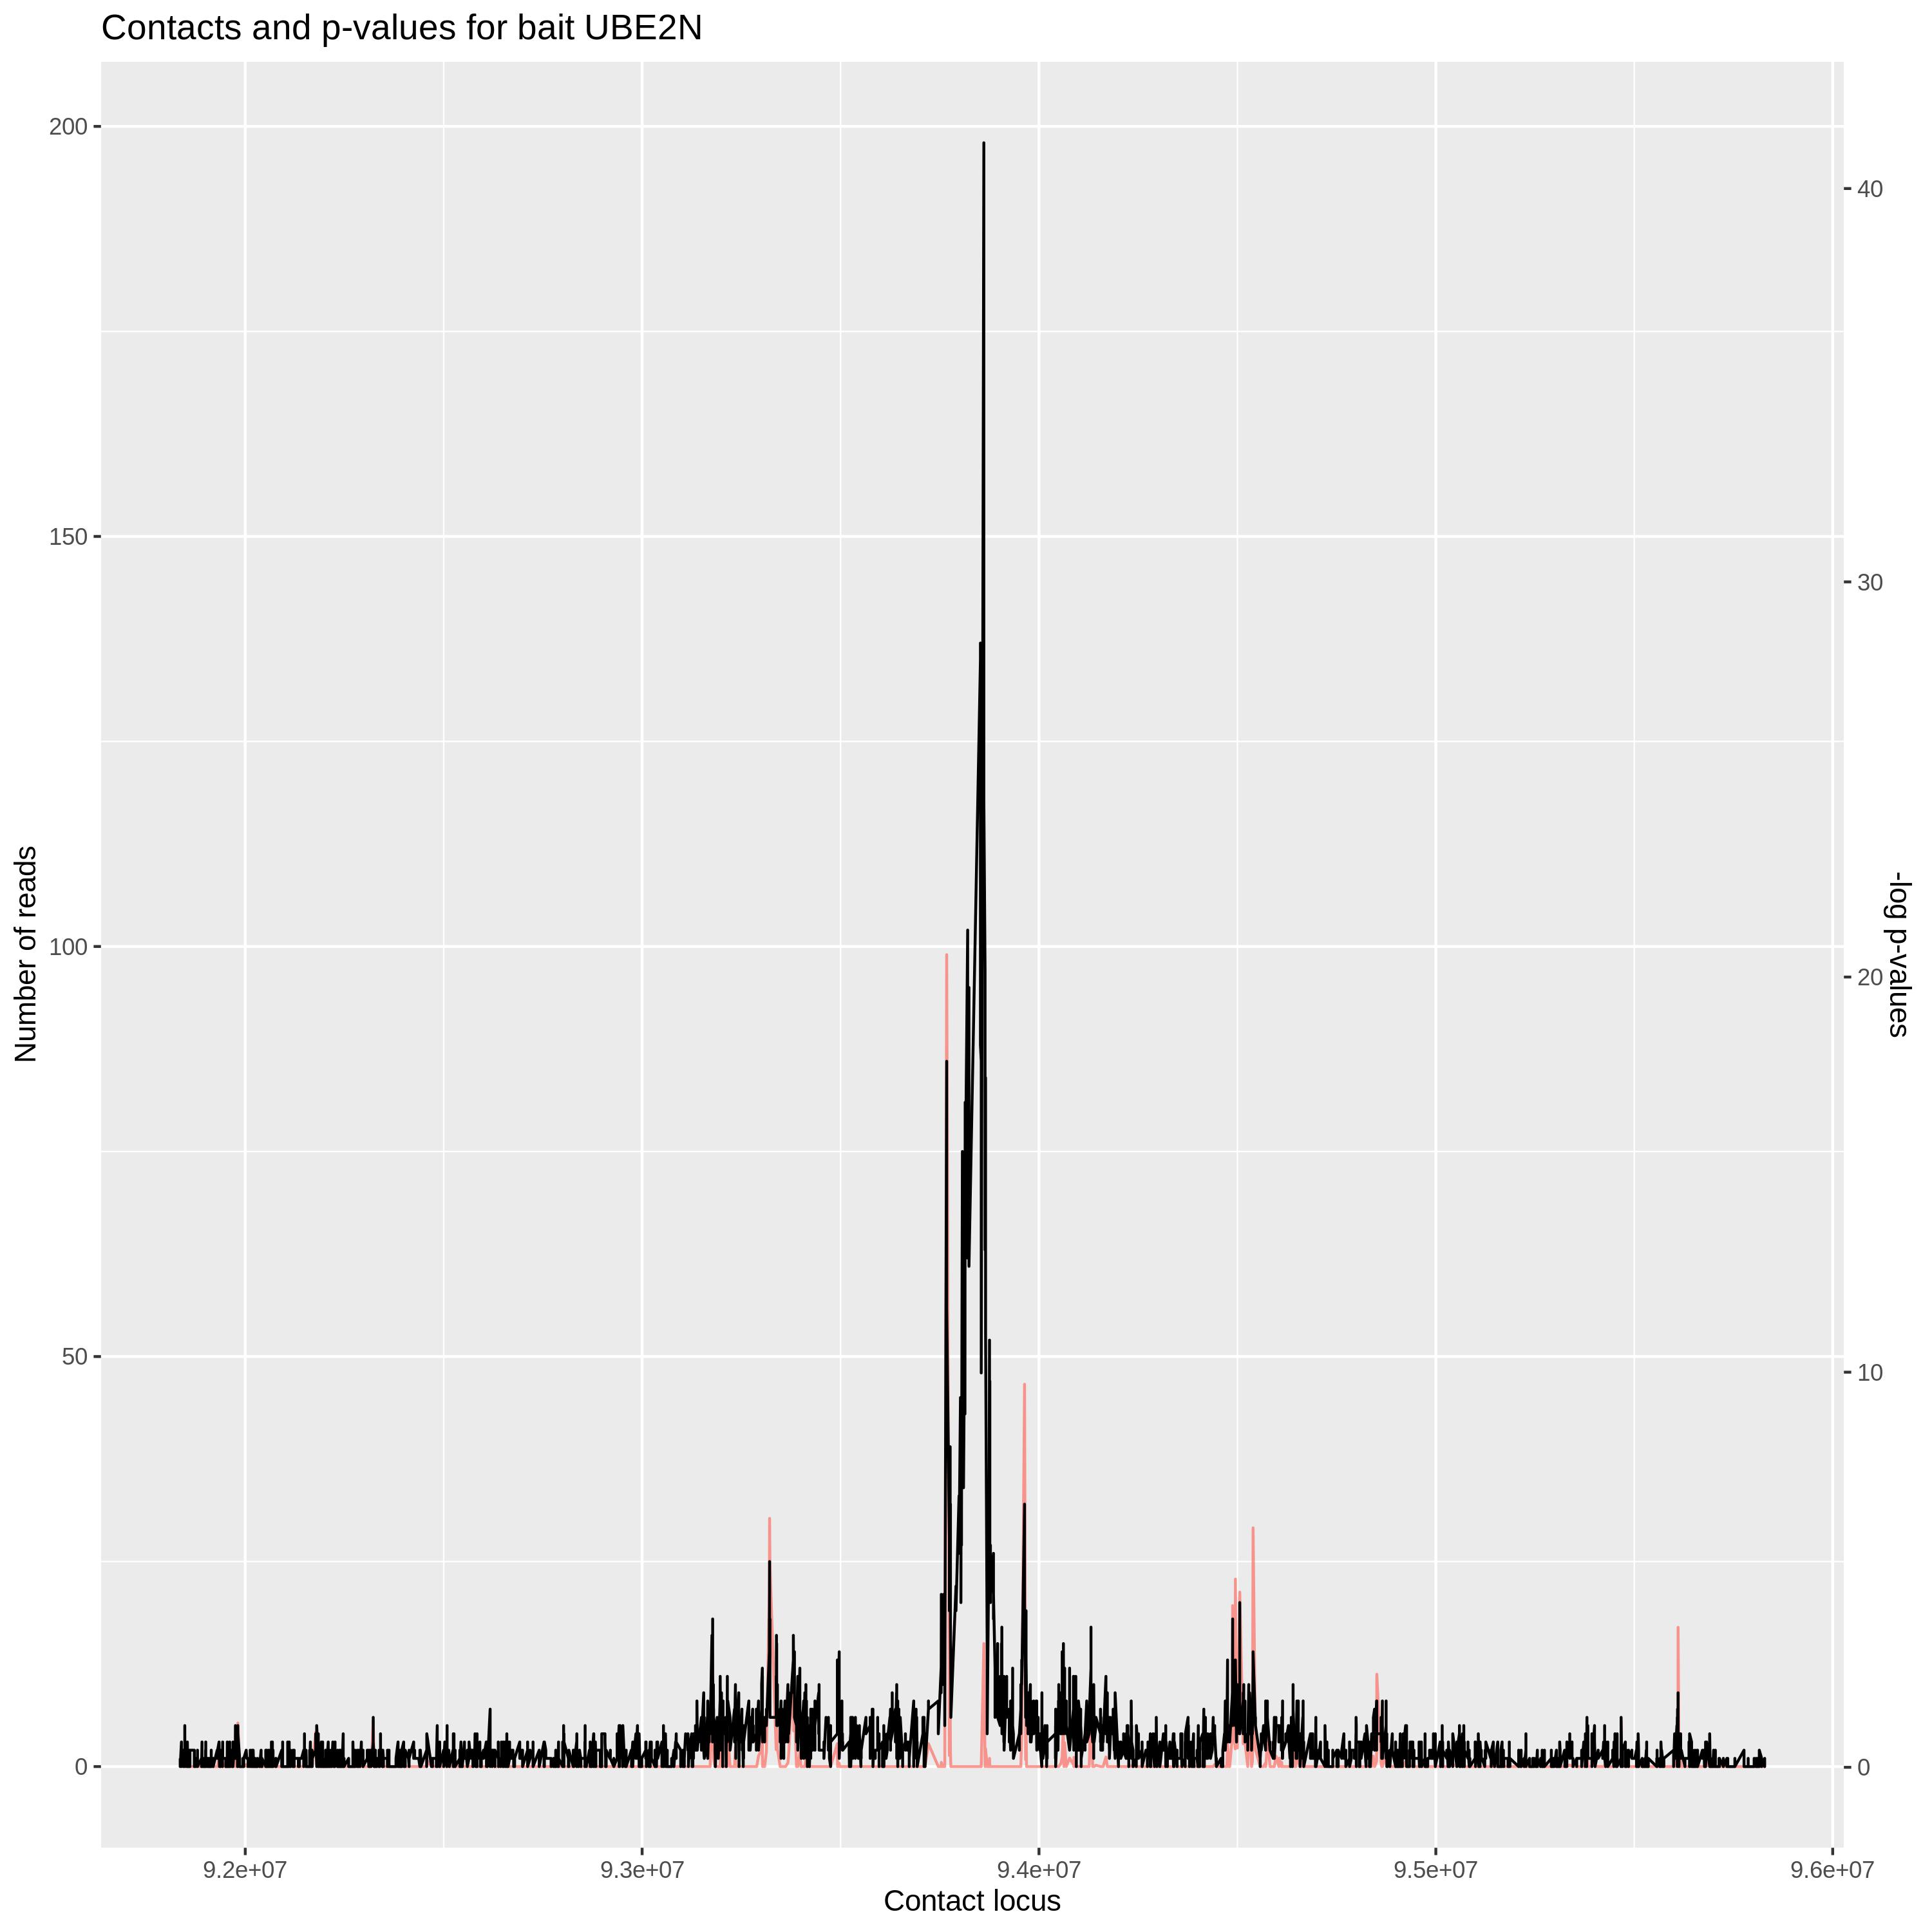 Contacts and p-values for bait UBE2N
200
150
100
50
0
Number of reads
40
30
20
10
0
-log p-values
9.2e+07 9.3e+07 9.4e+07 9.5e+07 9.6e+07
Contact locus